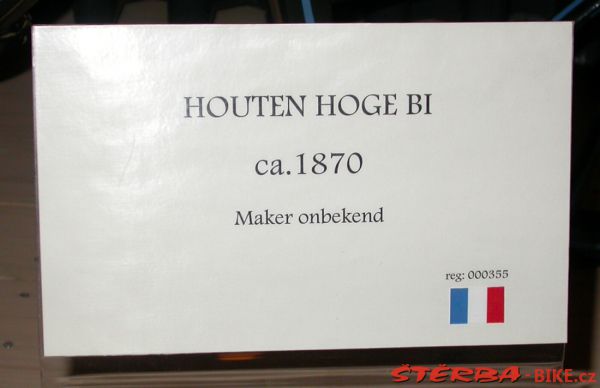 HOUTEN HOGE BI
ca.1870
Maker onbekend
reg: 000355
ŠTĚRBA-BIKE.cz